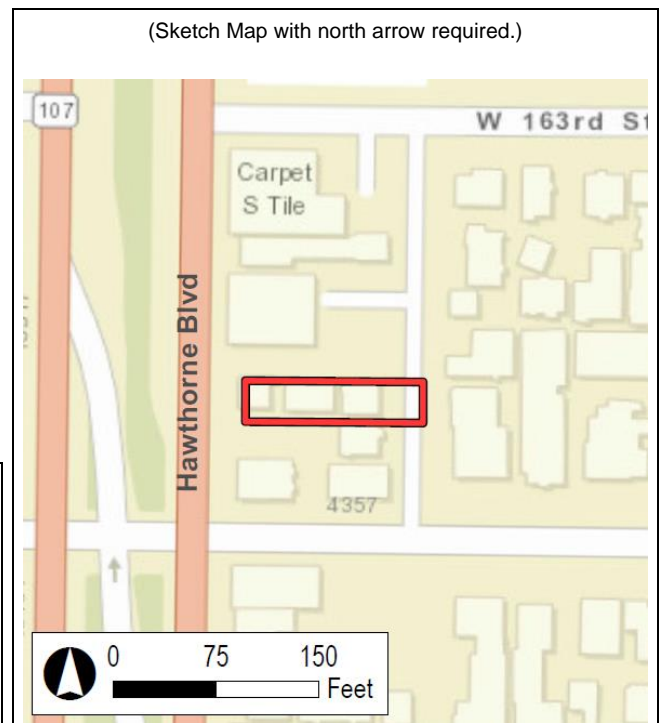 (Sketch Map with north arrow required.)
107
W 163rd St
Carpet
S Tile
Hawthorne Blvd
4357
0 75 150
Feet